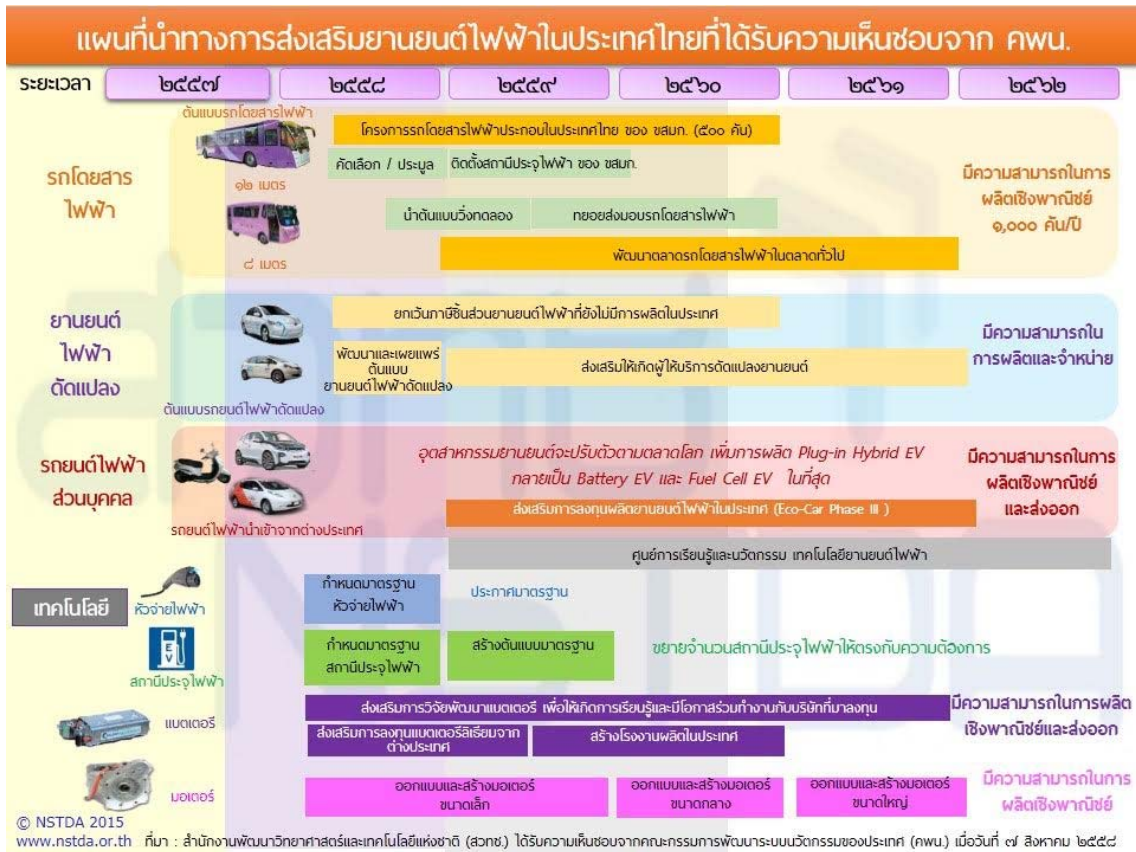 แผนที่นำทางการส่งเสริมยานยนต์ไฟฟ้าในประเทศไทยที่ได้รับความเห็นชอบจาก คพน.
ระยะเวลา
๒๕๕๗
๒๕๕๘
๒๕๕๙
๒๕๖๐
๒๕๖๑
๒๕๖๒
รถโดยสาร
ไฟฟ้า
ต้นแบบรถโดยสารไฟฟ้า
๑๒ เมตร
๘ เมตร
โครงการรถโดยสารไฟฟ้าประกอบในประเทศไทย ของ ขสมก. (๕๐๐ คัน)
คัดเลือก / ประมูล
ติดตั้งสถานีประจุไฟฟ้า ของ ขสมก.
นำต้นแบบวิ่งทดลอง
ทยอยส่งมอบรถโดยสารไฟฟ้า
พัฒนาตลาดรถโดยสารไฟฟ้าในตลาดทั่วไป
มีความสามารถในการ
ผลิตเชิงพาณิชย์
๑,๐๐๐ คัน/ปี
ยานยนต์
ไฟฟ้า
ดัดแปลง
ต้นแบบรถยนต์ไฟฟ้าดัดแปลง
ยกเว้นภาษีชิ้นส่วนยานยนต์ไฟฟ้าที่ยังไม่มีการผลิตในประเทศ
พัฒนาและเผยแพร่
ต้นแบบ
ยานยนต์ไฟฟ้าดัดแปลง
ส่งเสริมให้เกิดผู้ให้บริการดัดแปลงยานยนต์
มีความสามารถใน
การผลิตและจำหน่าย
รถยนต์ไฟฟ้า
ส่วนบุคคล
รถยนต์ไฟฟ้านำเข้าจากต่างประเทศ
อุตสาหกรรมยานยนต์จะปรับตัวตามตลาดโลก เพิ่มการผลิต Plug-in Hybrid EV
กลายเป็น Battery EV และ Fuel Cell EV ในที่สุด
ส่งเสริมการลงทุนผลิตยานยนต์ไฟฟ้าในประเทศ (Eco-Car Phase III )
มีความสามารถในการ
ผลิตเชิงพาณิชย์
และส่งออก
ศูนย์การเรียนรู้และนวัตกรรม เทคโนโลยียานยนต์ไฟฟ้า
เทคโนโลยี
หัวจ่ายไฟฟ้า
กำหนดมาตรฐาน
หัวจ่ายไฟฟ้า
ประกาศมาตรฐาน
EV
สถานีประจุไฟฟ้า
กำหนดมาตรฐาน
สถานีประจุไฟฟ้า
สร้างต้นแบบมาตรฐาน
ขยายจำนวนสถานีประจุไฟฟ้าให้ตรงกับความต้องการ
แบตเตอรี
ส่งเสริมการวิจัยพัฒนาแบตเตอรี เพื่อให้เกิดการเรียนรู้และมีโอกาสร่วมทำงานกับบริษัทที่มาลงทุน
ส่งเสริมการลงทุนแบตเตอรีลิเธียมจาก
ต่างประเทศ
สร้างโรงงานผลิตในประเทศ
มีความสามารถในการผลิต
เชิงพาณิชย์และส่งออก
มอเตอร์
ออกแบบและสร้างมอเตอร์
ขนาดเล็ก
ออกแบบและสร้างมอเตอร์
ขนาดกลาง
ออกแบบและสร้างมอเตอร์
ขนาดใหญ่
มีความสามารถในการ
ผลิตเชิงพาณิชย์
© NSTDA 2015
www.nstda.or.th ที่มา : สำนักงานพัฒนาวิทยาศาสตร์และเทคโนโลยีแห่งชาติ (สวทช.) ได้รับความเห็นชอบจากคณะกรรมการพัฒนาระบบนวัตกรรมของประเทศ (คพน.) เมื่อวันที่ ๗ สิงหาคม ๒๕๕๘
สวทช
NSTDA